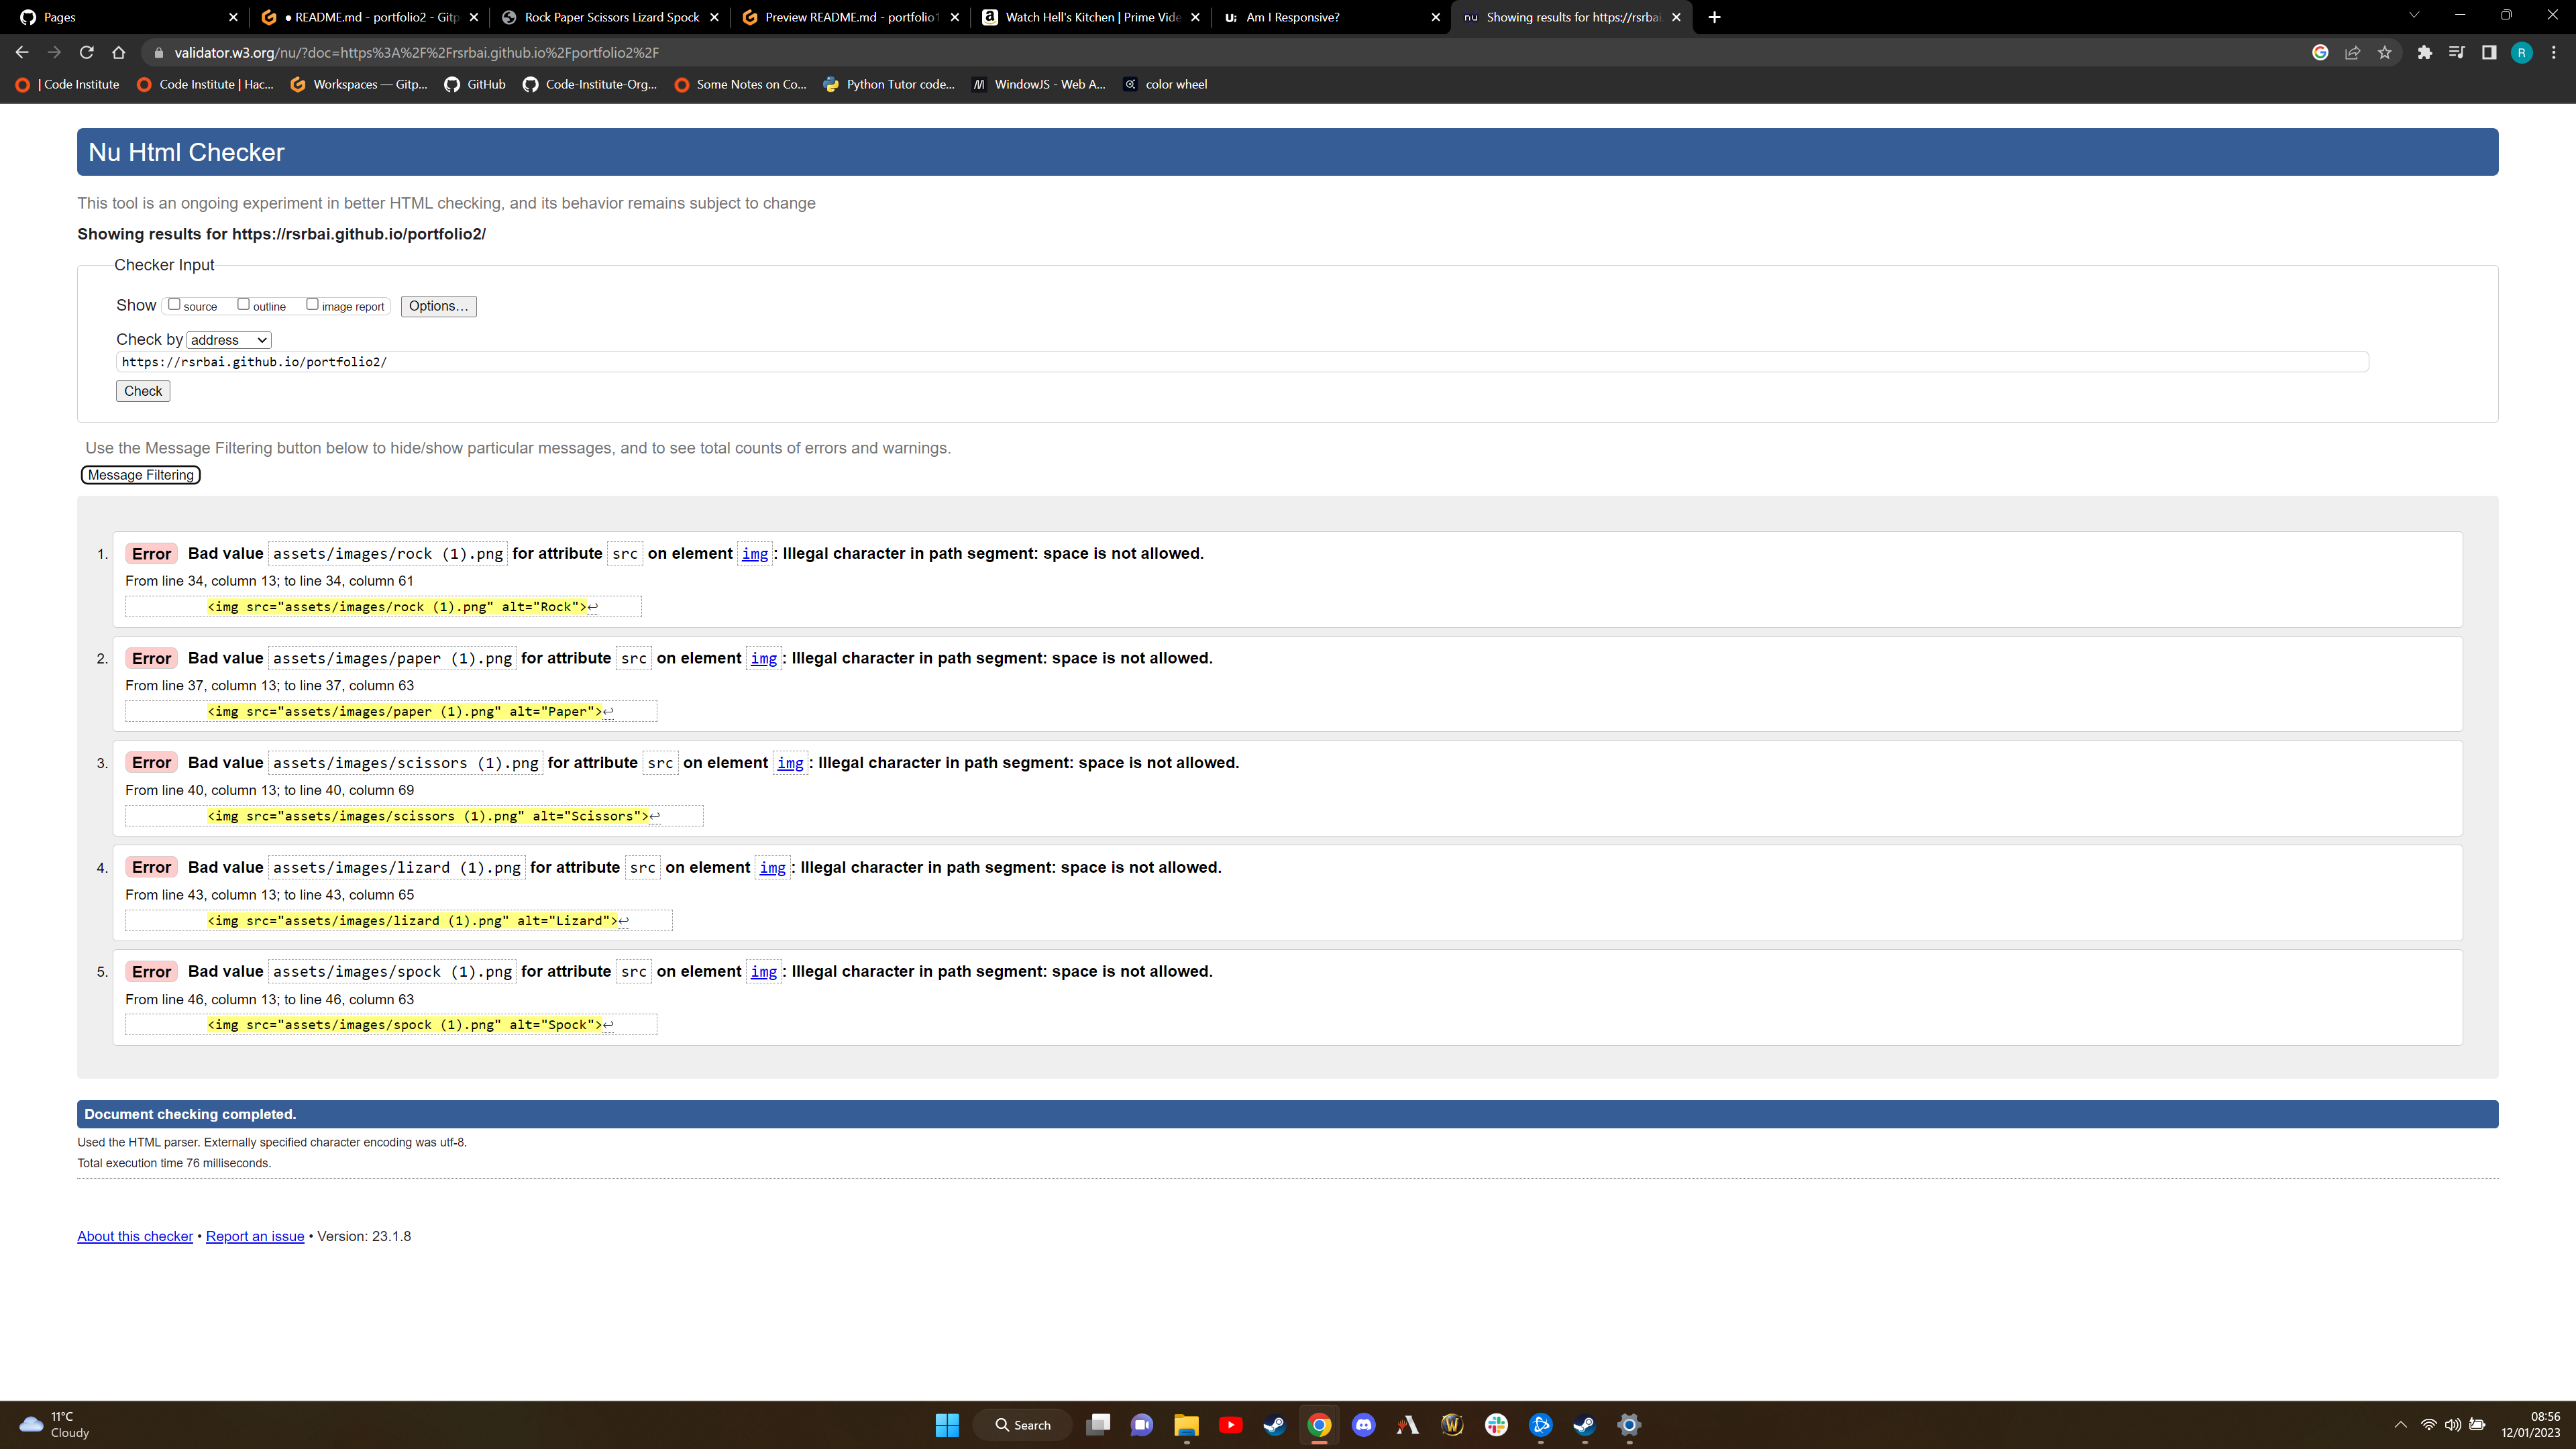 Pages
● README.md - portfolio2 - Gitp
Rock Paper Scissors Lizard Spock
Preview README.md - portfolio1
Watch Hell's Kitchen | Prime Vide
Am I Responsive?
Showing results for https://rsrbai
validator.w3.org/nu/?doc=https%3A%2F%2Frsrbai.github.io%2Fportfolio2%2F
R
| Code Institute
Code Institute | Hac...
Workspaces — Gitp...
GitHub
Code-Institute-Org...
Some Notes on Co...
Python Tutor code...
WindowJS - Web A...
color wheel
Nu Html Checker
This tool is an ongoing experiment in better HTML checking, and its behavior remains subject to change
Showing results for https://rsrbai.github.io/portfolio2/
Checker Input
Show source outline image report Options…
Check by address
https://rsrbai.github.io/portfolio2/
Check
Use the Message Filtering button below to hide/show particular messages, and to see total counts of errors and warnings.
Message Filtering
1. Error Bad value assets/images/rock (1).png for attribute src on element img: Illegal character in path segment: space is not allowed.
From line 34, column 13; to line 34, column 61
<img src="assets/images/rock (1).png" alt="Rock">↩
2. Error Bad value assets/images/paper (1).png for attribute src on element img: Illegal character in path segment: space is not allowed.
From line 37, column 13; to line 37, column 63
<img src="assets/images/paper (1).png" alt="Paper">↩
3. Error Bad value assets/images/scissors (1).png for attribute src on element img: Illegal character in path segment: space is not allowed.
From line 40, column 13; to line 40, column 69
<img src="assets/images/scissors (1).png" alt="Scissors">↩
4. Error Bad value assets/images/lizard (1).png for attribute src on element img: Illegal character in path segment: space is not allowed.
From line 43, column 13; to line 43, column 65
<img src="assets/images/lizard (1).png" alt="Lizard">↩
5. Error Bad value assets/images/spock (1).png for attribute src on element img: Illegal character in path segment: space is not allowed.
From line 46, column 13; to line 46, column 63
<img src="assets/images/spock (1).png" alt="Spock">↩
Document checking completed.
Used the HTML parser. Externally specified character encoding was utf-8.
Total execution time 76 milliseconds.
About this checker • Report an issue • Version: 23.1.8
11°C
Cloudy
Search
08:56
12/01/2023